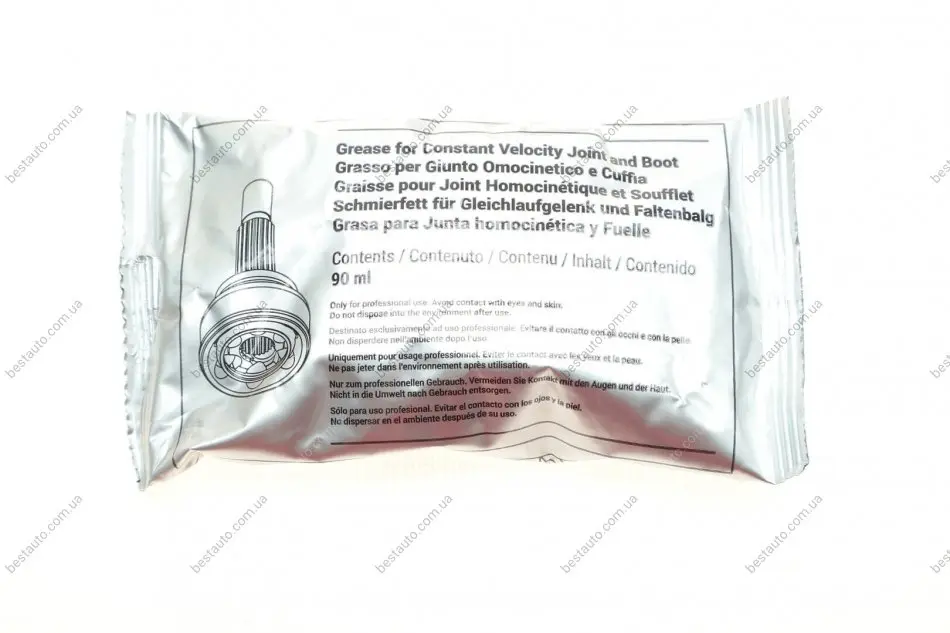 Grease for Constant Velocity Joint and Boot
Grasso per Giunto Omocinetico e Cuffia
Graisse pour Joint Homocinétique et Soufflet
Schmierfett für Gleichlaufgelenk und Faltenbalg
Grasa para Junta homocinética y Fuelle
Contents / Contenuto / Contenu / Inhalt / Contenido
90 ml
Only for professional use. Avoid contact with eyes and skin.
Do not dispose into the environment after use.
Destinato esclusivamente ad uso professionale. Evitare il contatto con gli occhi e con la pelle.
Non disperdere nell'ambiente dopo l'uso
Uniquement pour usage professionnel. Eviter le contact avec les yeux et la peau.
Ne pas jeter dans l'environnement après utilisation.
Nur zum professionellen Gebrauch. Vermeiden Sie Kontakt mit den Augen und der Haut.
Nicht in die Umwelt nach Gebrauch entsorgen.
Sólo para uso profesional. Evitar el contacto con los ojos y la piel.
No dispersar en el ambiente después de su uso.
bestauto.com.ua